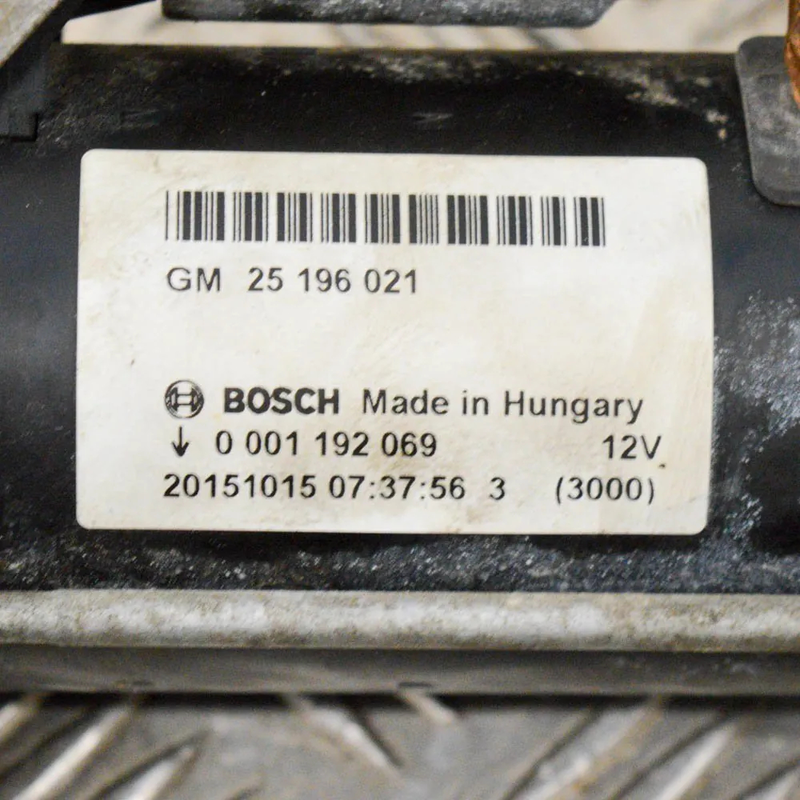 GM 25 196 021
BOSCH Made in Hungary
↓ 0 001 192 069 12V
20151015 07:37:56 3 (3000)